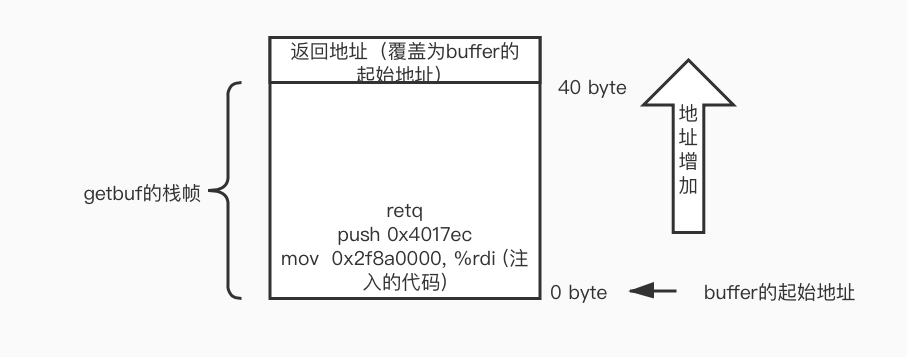 返回地址（覆盖为buffer的
起始地址）
40 byte
地
址
增
加
getbuf的栈帧
retq
push 0x4017ec
mov  0x2f8a0000, %rdi (注
入的代码)
0 byte
buffer的起始地址